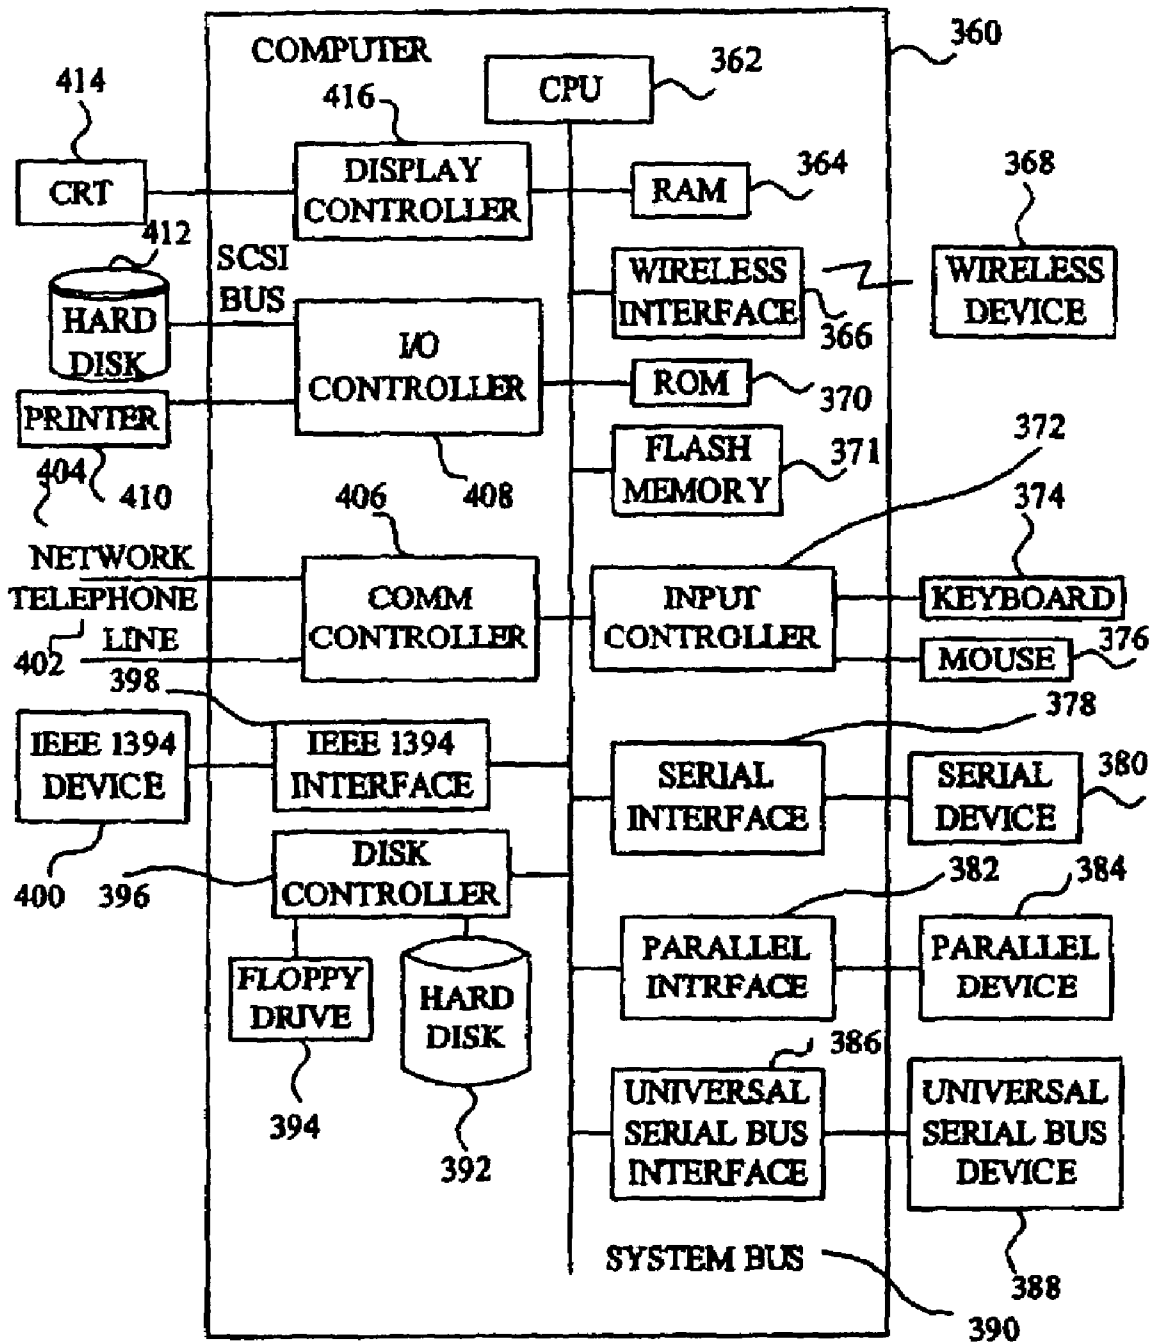 COMPUTER
360
414
416
CPU
362
CRT
DISPLAY
CONTROLLER
RAM
364
368
412
SCSI
BUS
WIRELESS
INTERFACE
366
WIRELESS
DEVICE
HARD
DISK
I/O
CONTROLLER
ROM
370
PRINTER
372
404
410
408
FLASH
MEMORY
371
406
374
NETWORK
TELEPHONE
LINE
402
COMM
CONTROLLER
INPUT
CONTROLLER
KEYBOARD
MOUSE
376
398
378
IEEE 1394
DEVICE
IEEE 1394
INTERFACE
SERIAL
INTERFACE
SERIAL
DEVICE
380
400
396
DISK
CONTROLLER
382
384
FLOPPY
DRIVE
HARD
DISK
PARALLEL
INTRFACE
PARALLEL
DEVICE
394
392
386
UNIVERSAL
SERIAL BUS
INTERFACE
UNIVERSAL
SERIAL BUS
DEVICE
SYSTEM BUS
388
390